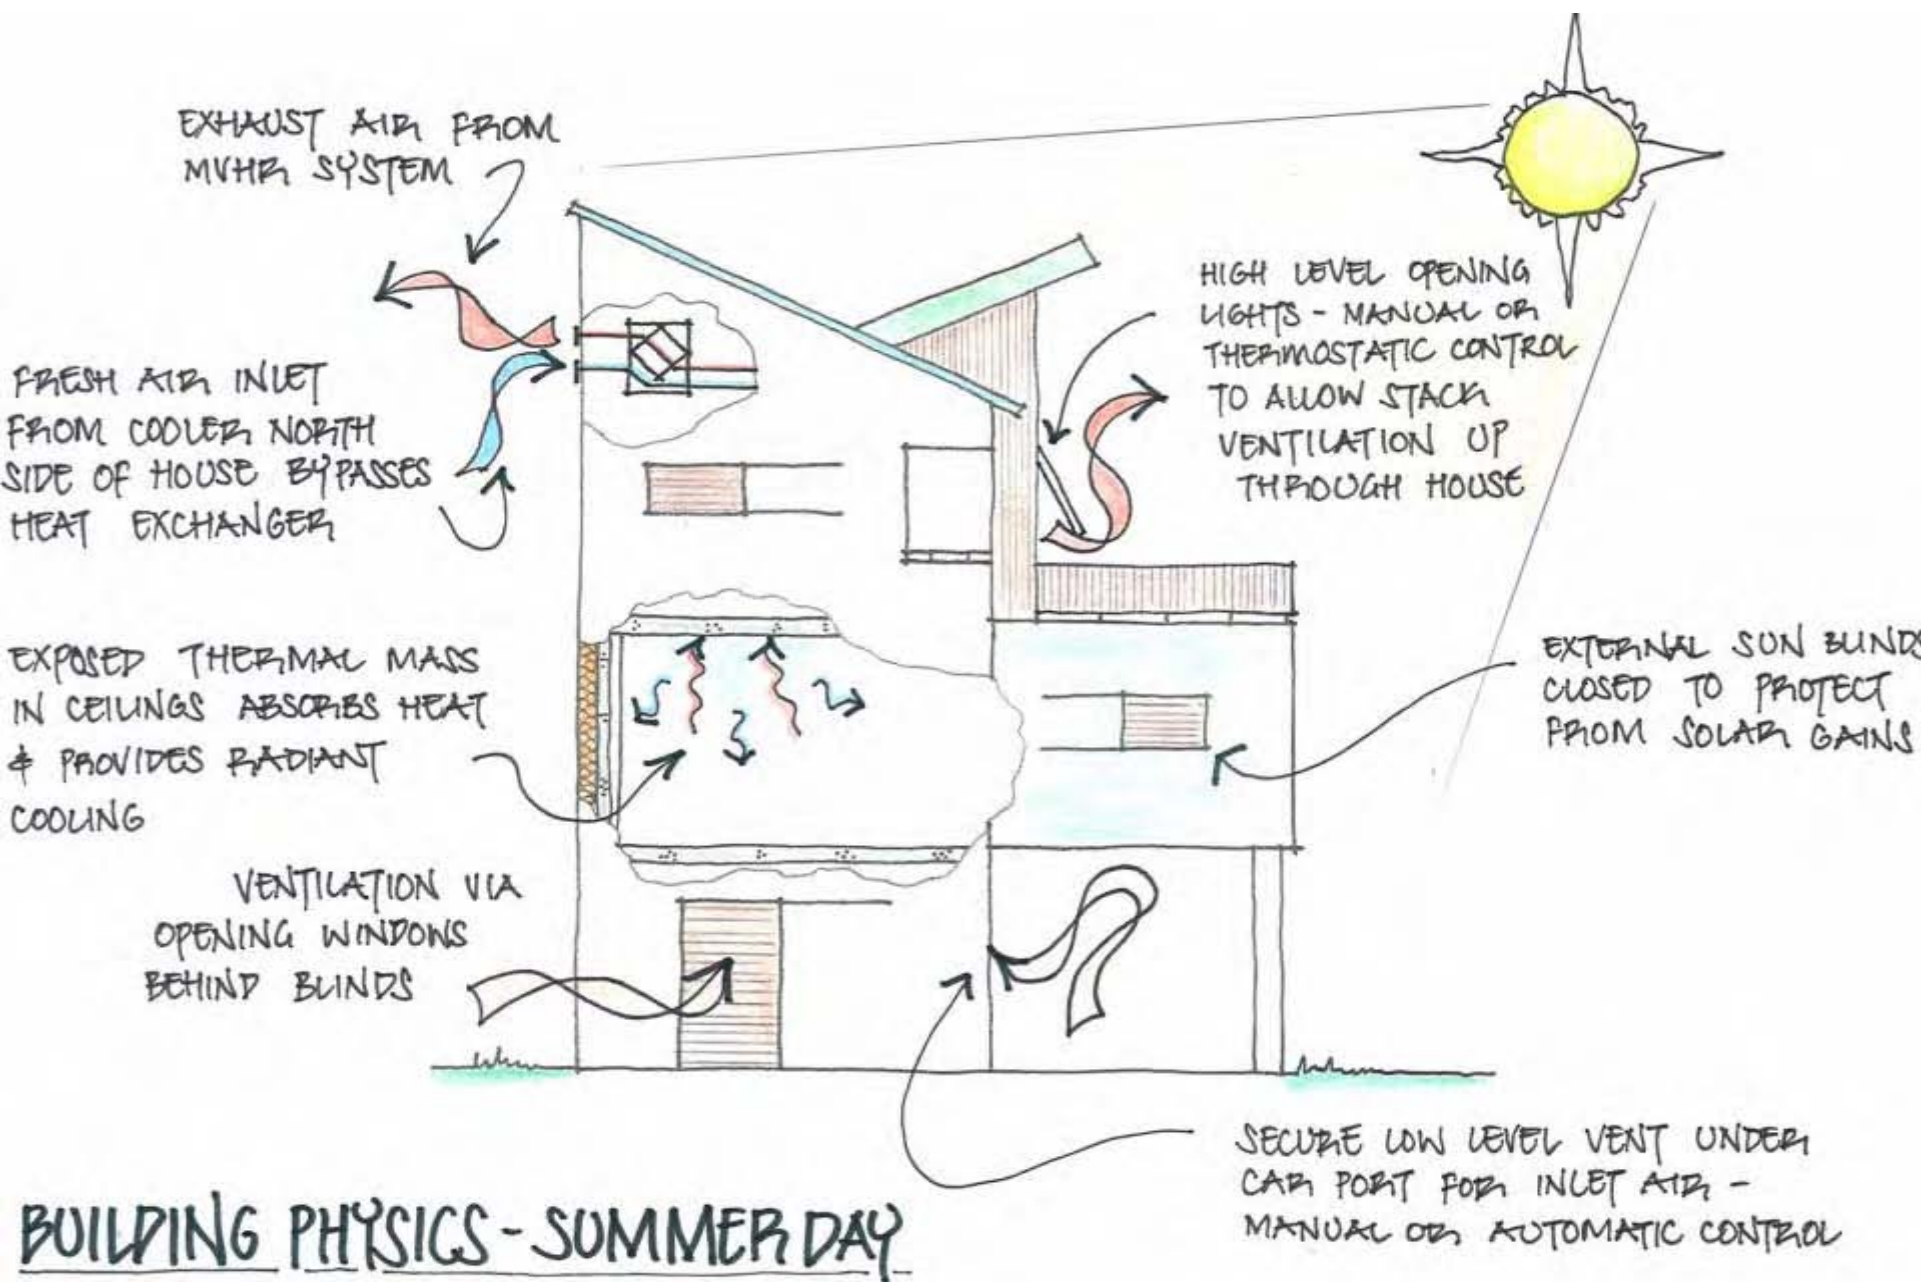 EXHAUST AIR FROM
MVHR SYSTEM
FRESH AIR INLET
FROM COOLER NORTH
SIDE OF HOUSE BYPASSES
HEAT EXCHANGER
EXPOSED THERMAL MASS
IN CEILINGS ABSORBS HEAT
& PROVIDES RADIANT
COOLING
VENTILATION VIA
OPENING WINDOWS
BEHIND BLINDS
HIGH LEVEL OPENING
LIGHTS - MANUAL OR
THERMOSTATIC CONTROL
TO ALLOW STACK
VENTILATION UP
THROUGH HOUSE
EXTERNAL SUN BLINDS
CLOSED TO PROTECT
FROM SOLAR GAINS
SECURE LOW LEVEL VENT UNDER
CAR PORT FOR INLET AIR -
MANUAL OR AUTOMATIC CONTROL
BUILDING PHYSICS - SUMMER DAY